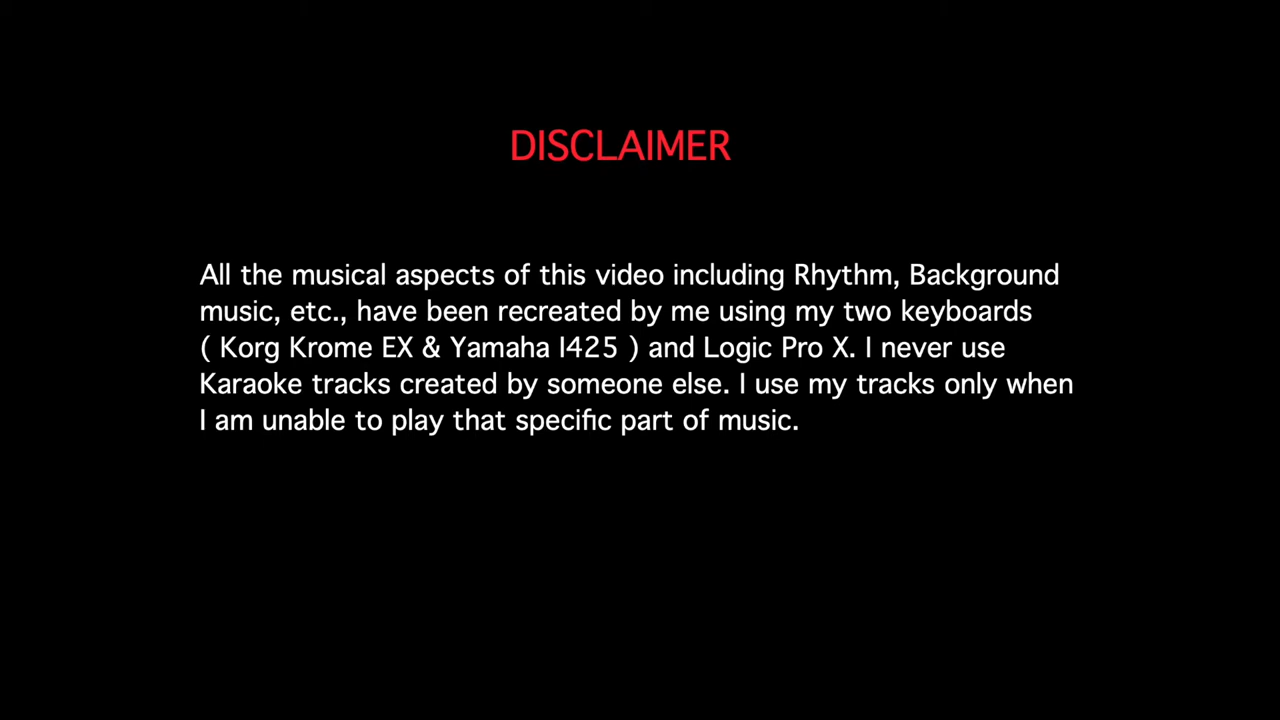 DISCLAIMER
All the musical aspects of this video including Rhythm, Background
music, etc., have been recreated by me using my two keyboards
( Korg Krome EX & Yamaha I425 ) and Logic Pro X. I never use
Karaoke tracks created by someone else. I use my tracks only when
I am unable to play that specific part of music.